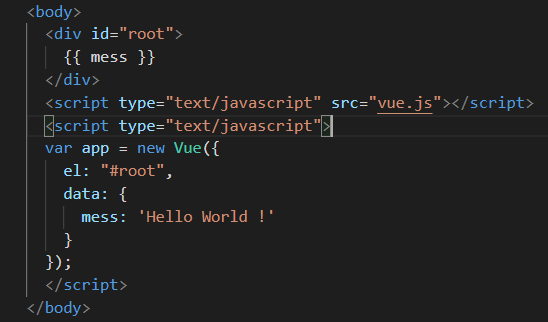 <body>
<div id="root">
{{ mess }}
</div>
<script type="text/javascript" src="vue.js"></script>
<script type="text/javascript">
var app = new Vue({
el: "#root",
data: {
mess: 'Hello World !'
}
});
</script>
</body>